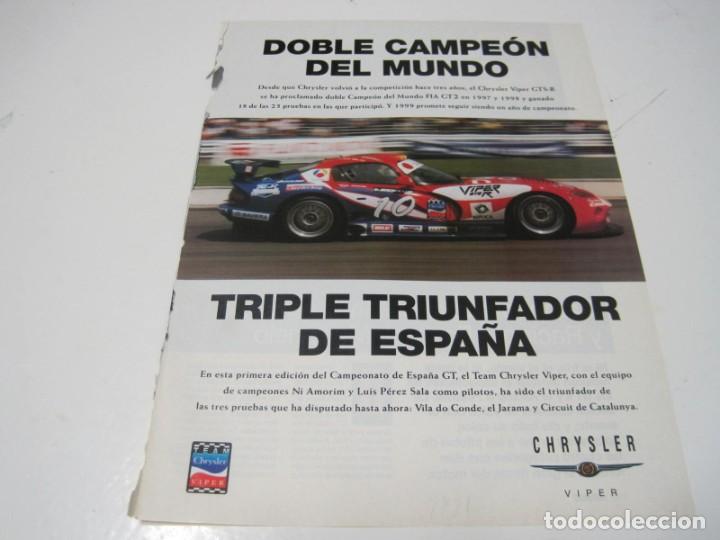 DOBLE CAMPEÓN
DEL MUNDO
Desde que Chrysler volvió a la competición hace tres años, el Chrysler Viper GTS-R
se ha proclamado doble Campeón del Mundo FIA GT2 en 1997 y 1998 y ganado
18 de las 23 pruebas en las que participó. Y 1999 promete seguir siendo un año de campeonato.
VIPER
GTS-R
10
TRIPLE TRIUNFADOR
DE ESPAÑA
En esta primera edición del Campeonato de España GT, el Team Chrysler Viper, con el equipo
de campeones Ni Amorim y Luis Pérez Sala como pilotos, ha sido el triunfador de
las tres pruebas que ha disputado hasta ahora: Vila do Conde, el Jarama y Circuit de Catalunya.
TEAM
Chrysler
VIPER
CHRYSLER
VIPER
todocoleccion